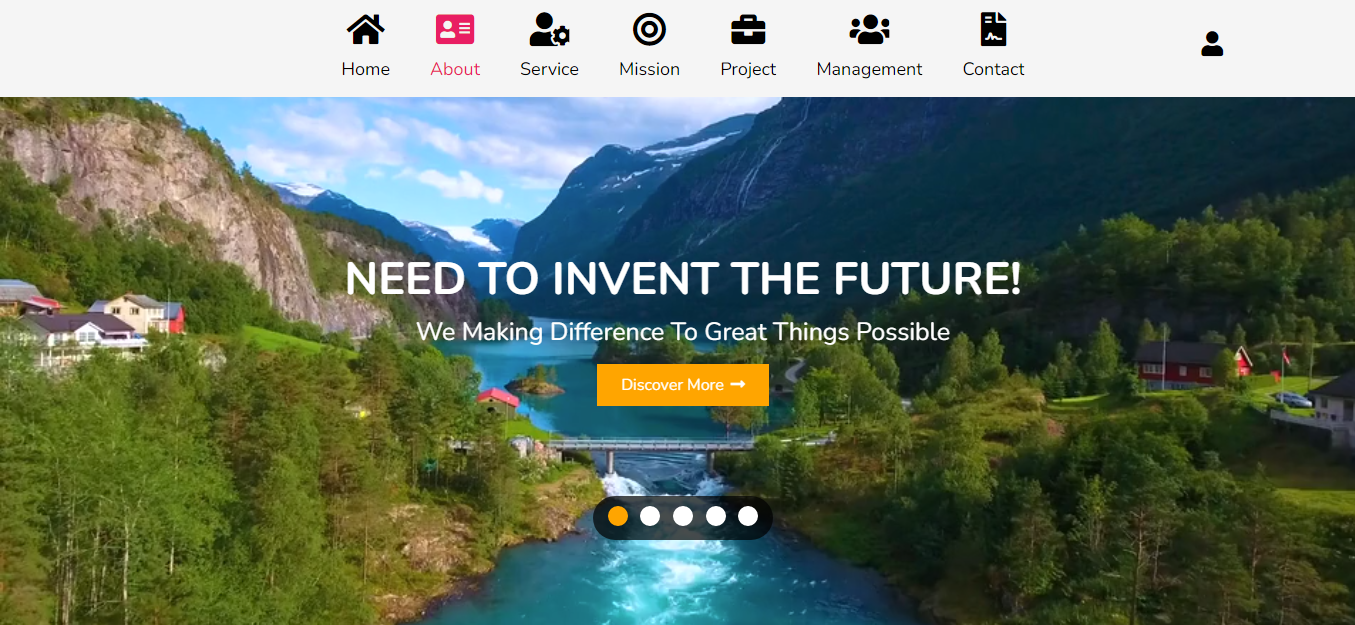 Home About Service Mission Project Management Contact
NEED TO INVENT THE FUTURE!
We Making Difference To Great Things Possible
Discover More